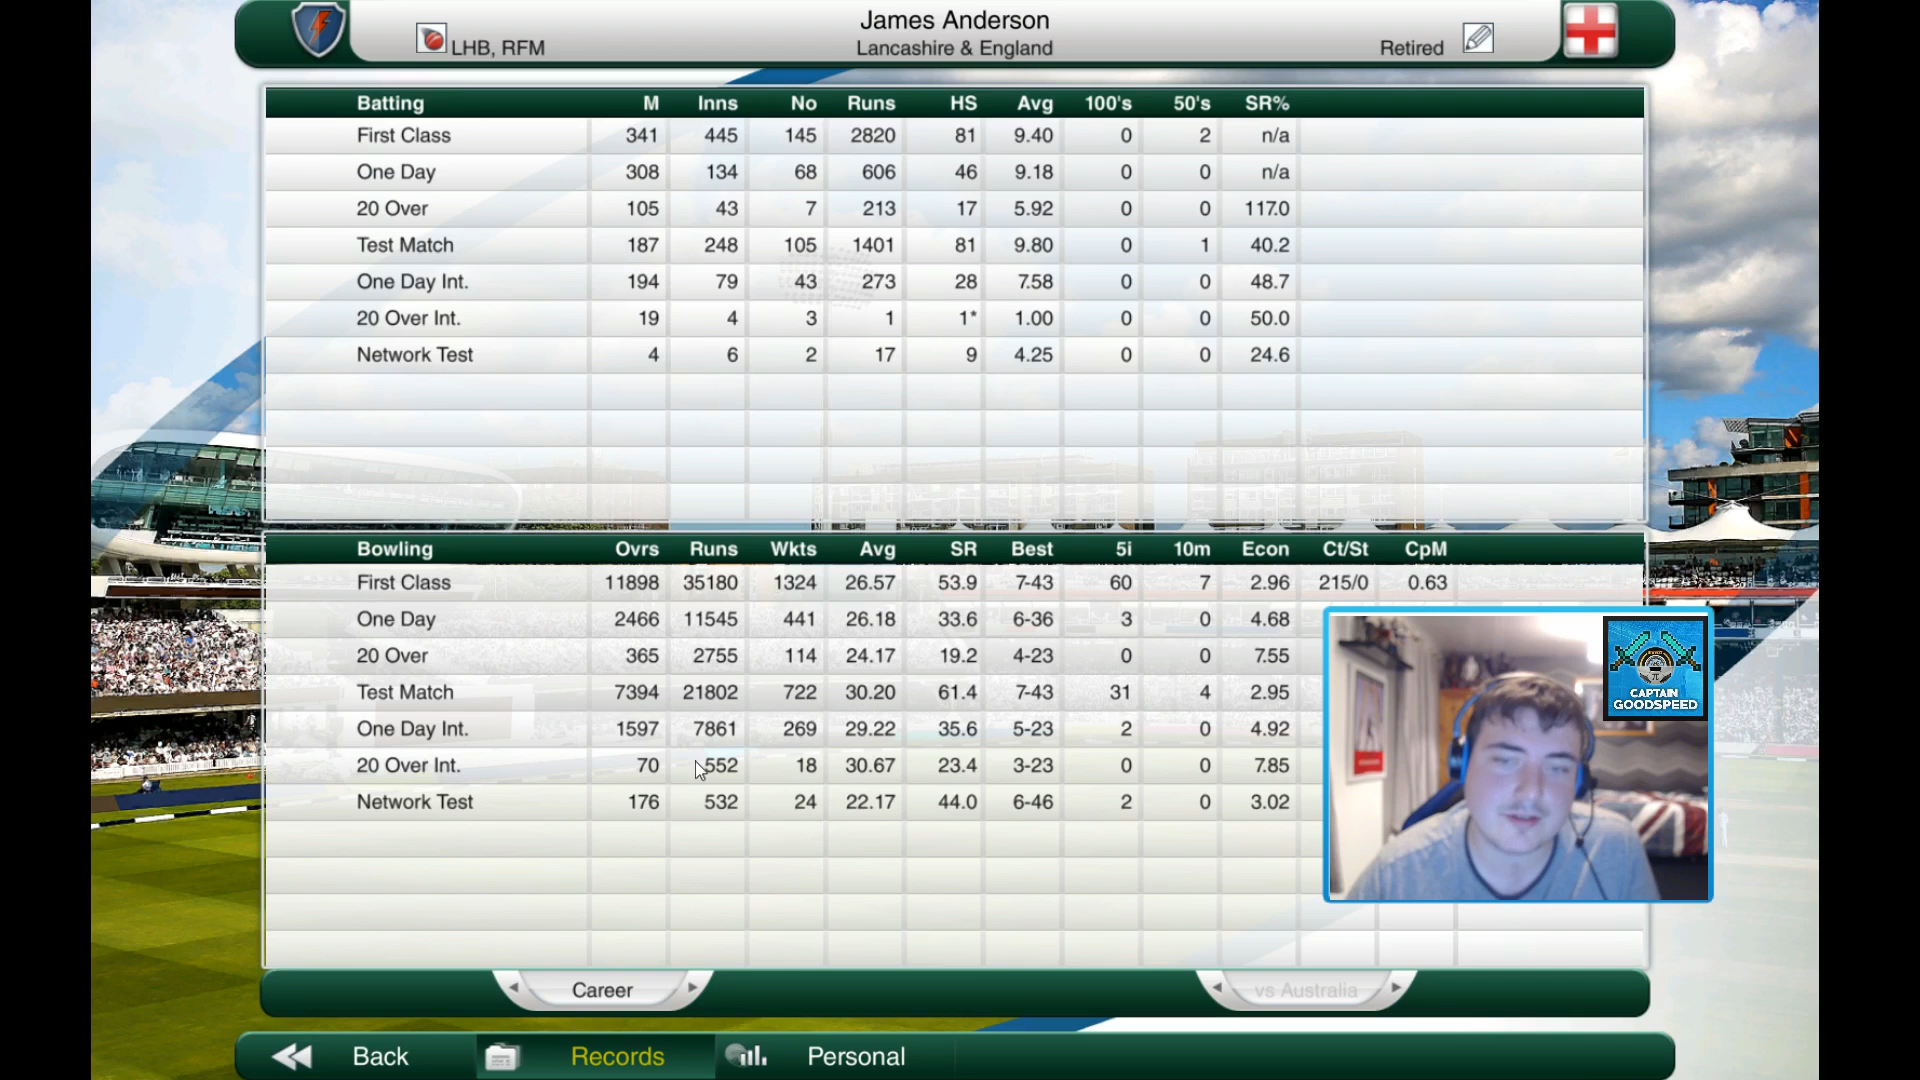 James Anderson
LHB, RFM Lancashire & England Retired
Batting M Inns No Runs HS Avg 100's 50's SR%
First Class 341 445 145 2820 81 9.40 0 2 n/a
One Day 308 134 68 606 46 9.18 0 0 n/a
20 Over 105 43 7 213 17 5.92 0 0 117.0
Test Match 187 248 105 1401 81 9.80 0 1 40.2
One Day Int. 194 79 43 273 28 7.58 0 0 48.7
20 Over Int. 19 4 3 1 1* 1.00 0 0 50.0
Network Test 4 6 2 17 9 4.25 0 0 24.6
Bowling Ovrs Runs Wkts Avg SR Best 5i 10m Econ Ct/St CpM
First Class 11898 35180 1324 26.57 53.9 7-43 60 7 2.96 215/0 0.63
One Day 2466 11545 441 26.18 33.6 6-36 3 0 4.68
20 Over 365 2755 114 24.17 19.2 4-23 0 0 7.55
Test Match 7394 21802 722 30.20 61.4 7-43 31 4 2.95
One Day Int. 1597 7861 269 29.22 35.6 5-23 2 0 4.92
20 Over Int. 70 552 18 30.67 23.4 3-23 0 0 7.85
Network Test 176 532 24 22.17 44.0 6-46 2 0 3.02
CAPTAIN
GOODSPEED
Career vs Australia
Back Records Personal